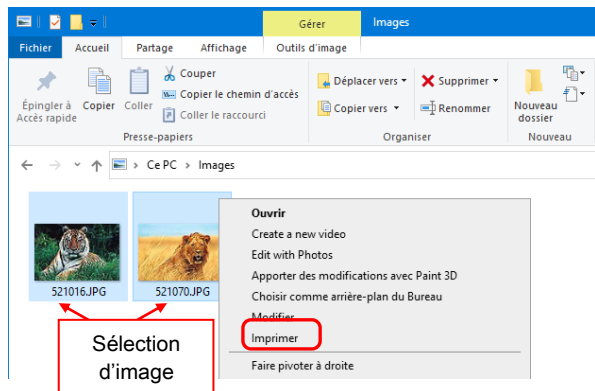 Gérer
Images
Fichier
Accueil
Partage
Affichage
Outils d'image
Épingler à
Accès rapide
Copier
Coller
Couper
Copier le chemin d'accès
Coller le raccourci
Presse-papiers
Déplacer vers
Copier vers
Supprimer
Renommer
Organiser
Nouveau
dossier
Nouveau
Ce PC > Images
521016.JPG
521070.JPG
Sélection
d'image
Ouvrir
Create a new video
Edit with Photos
Apporter des modifications avec Paint 3D
Choisir comme arrière-plan du Bureau
Modifier
Imprimer
Faire pivoter à droite